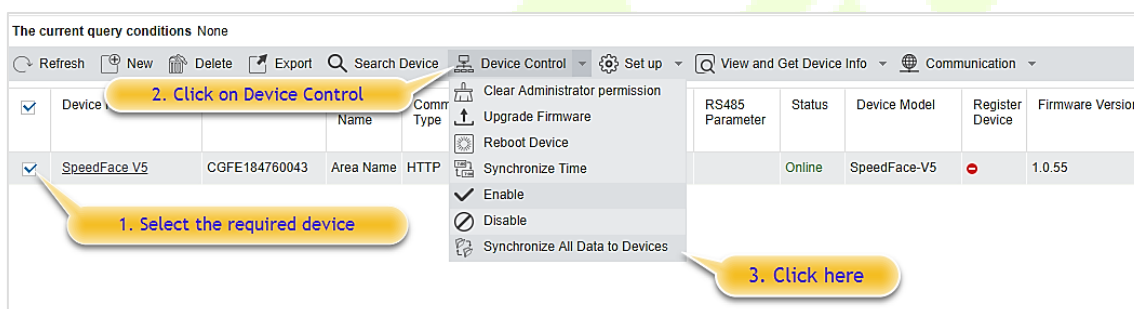 The current query conditions None
Refresh New Delete Export Search Device Device Control Set up View and Get Device Info Communication
2. Click on Device Control
Clear Administrator permission
Upgrade Firmware
Reboot Device
Synchronize Time
Enable
Disable
Synchronize All Data to Devices
Device
Name
Type
RS485
Parameter
Status
Device Model
Register
Device
Firmware Version
SpeedFace V5 CGFE184760043 Area Name HTTP Online SpeedFace-V5 1.0.55
1. Select the required device
3. Click here